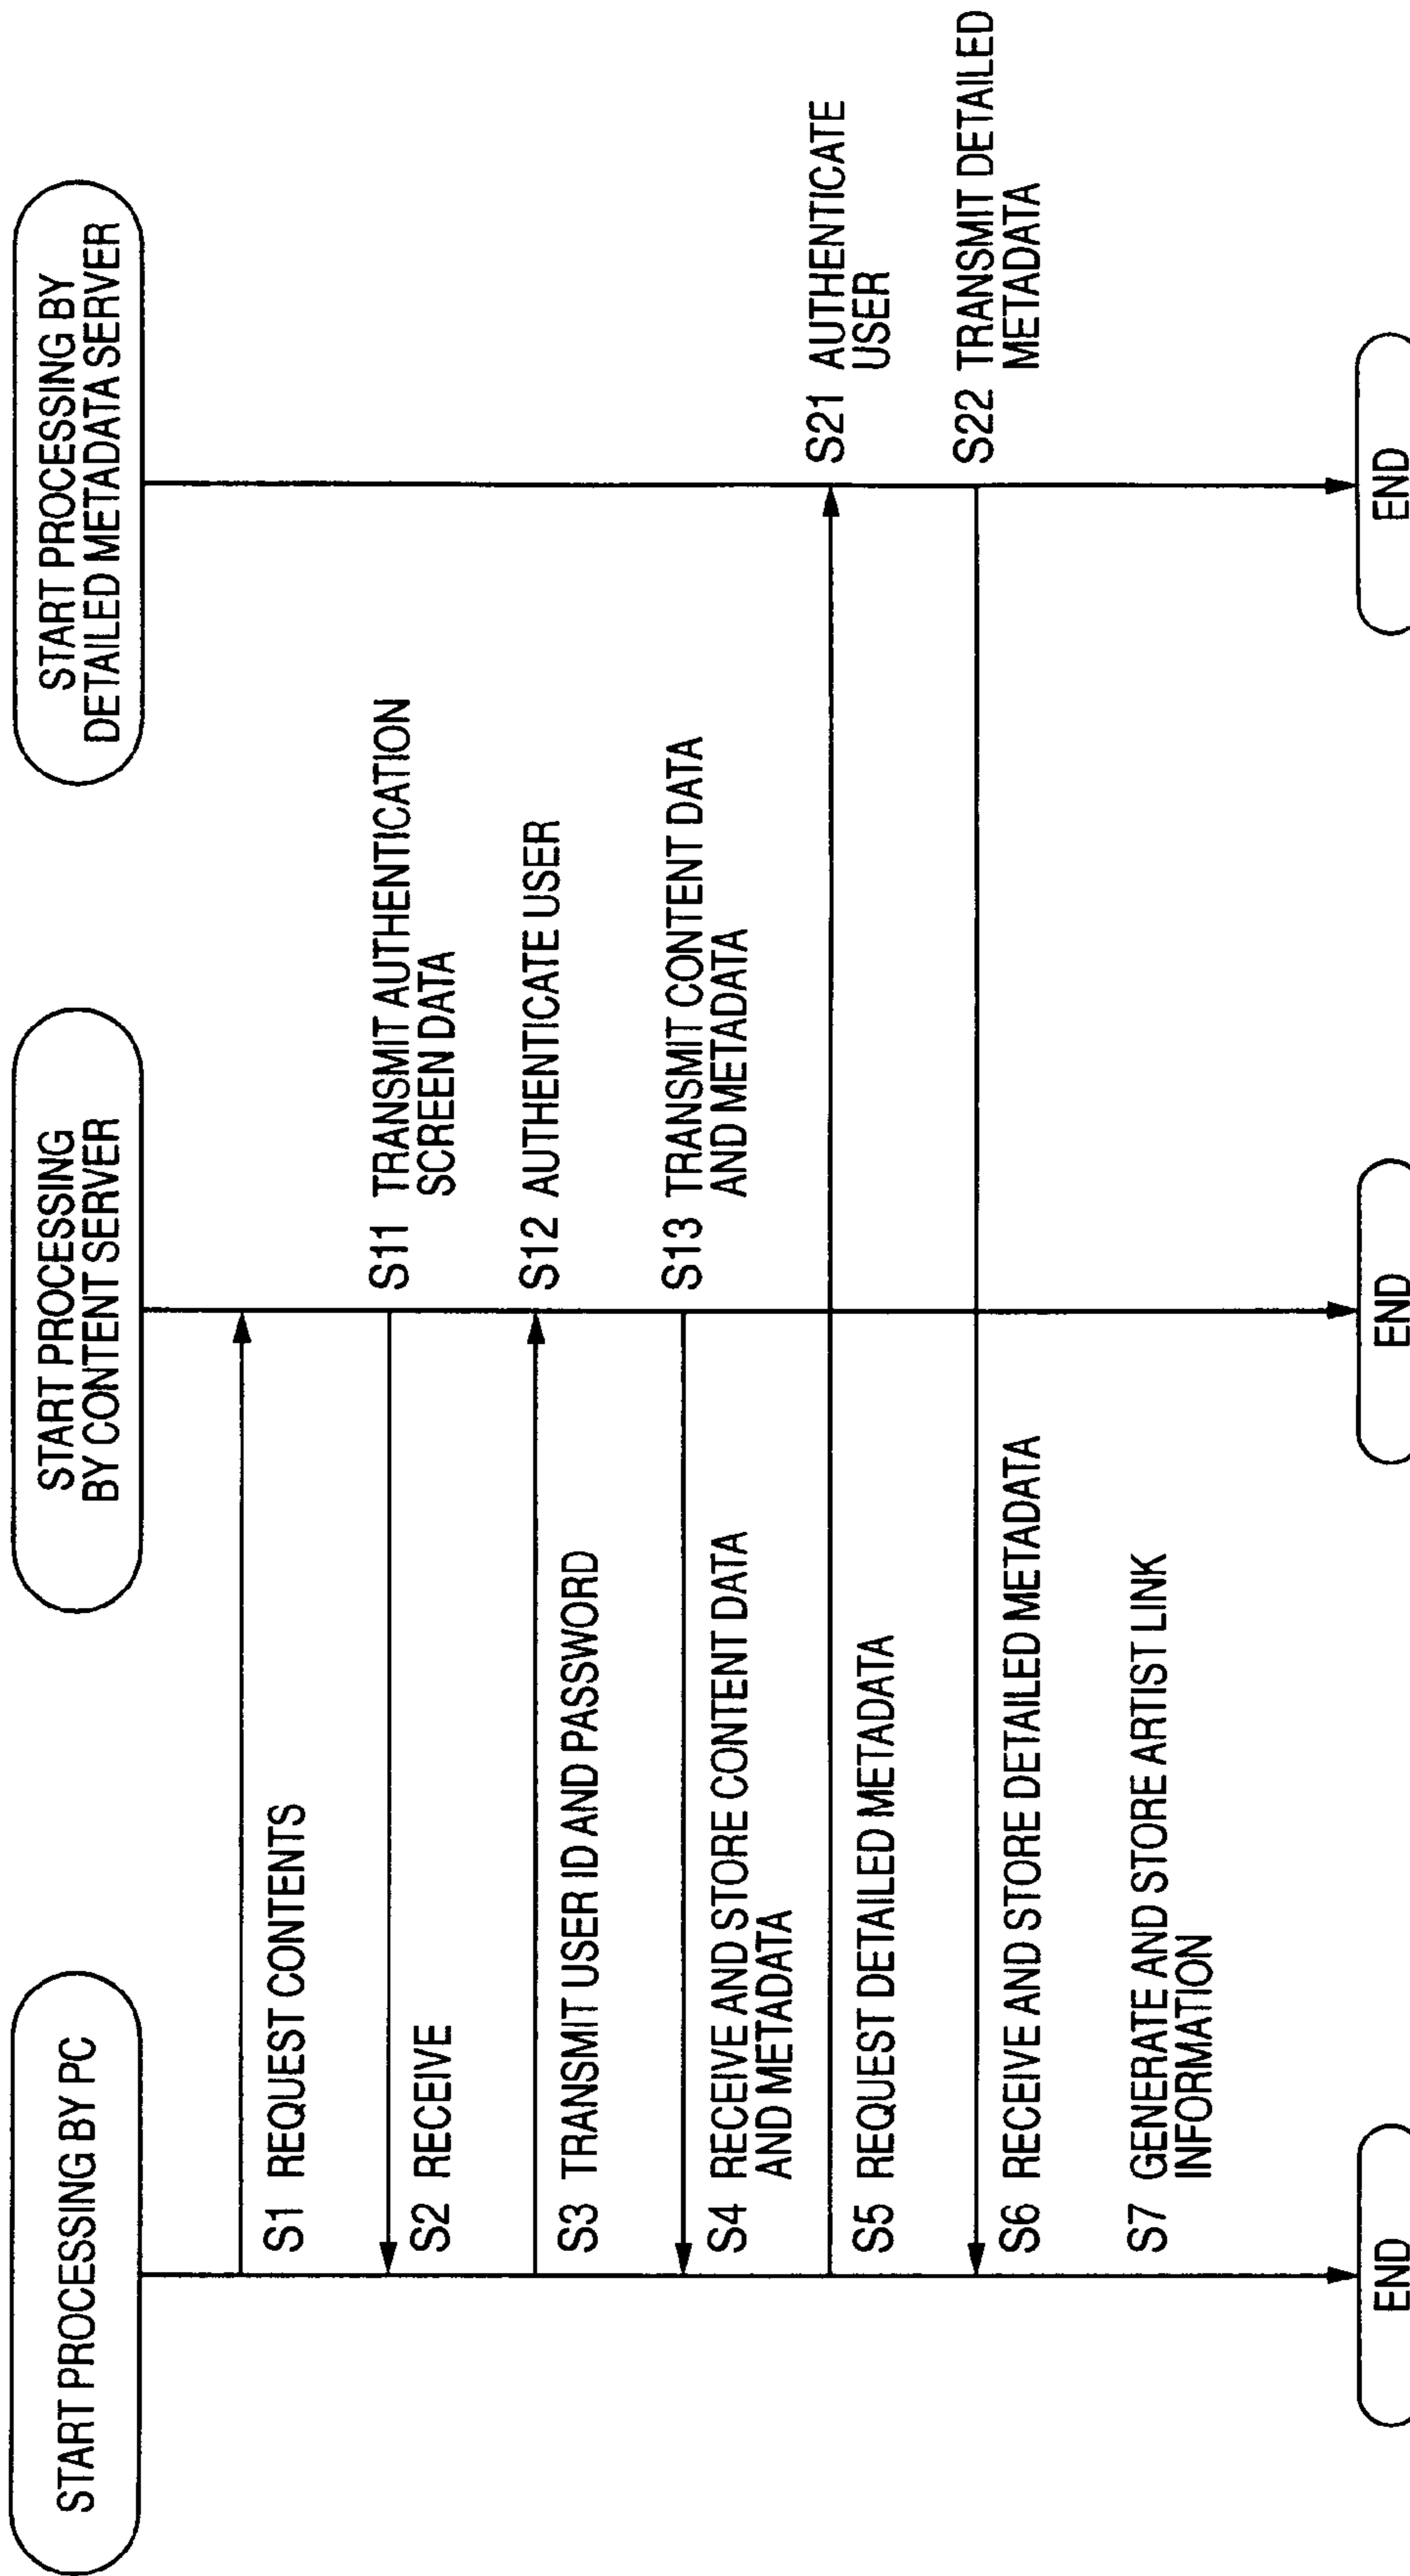 START PROCESSING BY PC
START PROCESSING
BY CONTENT SERVER
START PROCESSING BY
DETAILED METADATA SERVER
S1 REQUEST CONTENTS
S11 TRANSMIT AUTHENTICATION
SCREEN DATA
S2 RECEIVE
S12 AUTHENTICATE USER
S3 TRANSMIT USER ID AND PASSWORD
S13 TRANSMIT CONTENT DATA
AND METADATA
S4 RECEIVE AND STORE CONTENT DATA
AND METADATA
S21 AUTHENTICATE
USER
S5 REQUEST DETAILED METADATA
S22 TRANSMIT DETAILED
METADATA
S6 RECEIVE AND STORE DETAILED METADATA
S7 GENERATE AND STORE ARTIST LINK
INFORMATION
END
END
END